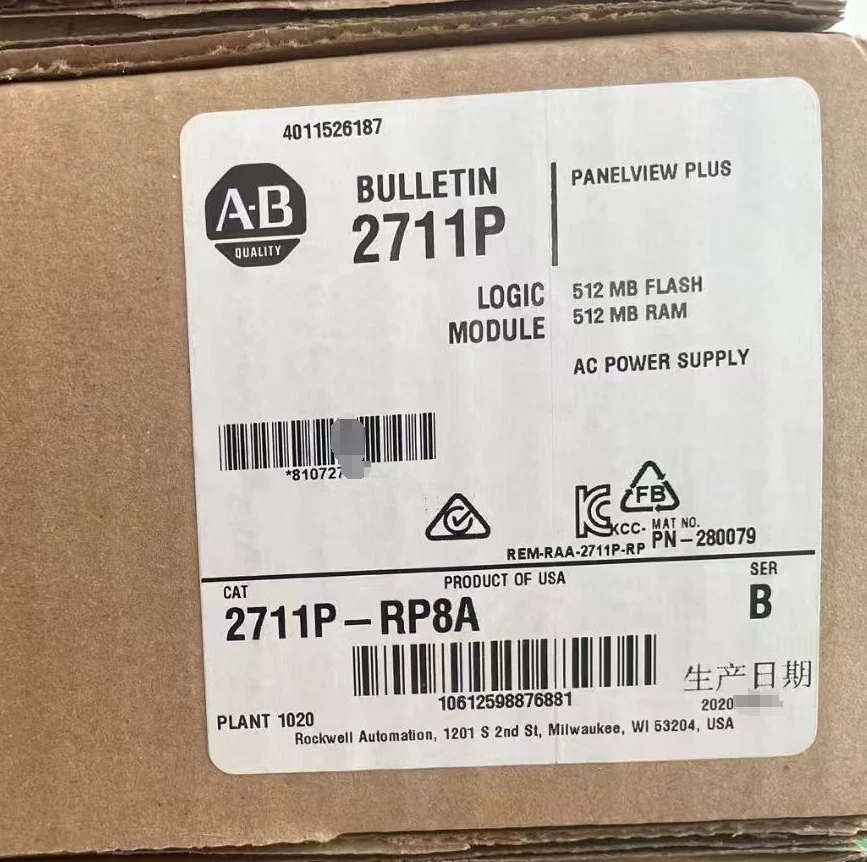 4011526187
A-B
QUALITY
BULLETIN
2711P
PANELVIEW PLUS
LOGIC
MODULE
512 MB FLASH
512 MB RAM
AC POWER SUPPLY
*810727
FB
KCC-
REM-RAA-2711P-RP
MAT NO.
PN-280079
CAT
PRODUCT OF USA
SER
2711P-RP8A
B
10612598876881
生产日期
2020
PLANT 1020
Rockwell Automation, 1201 S 2nd St, Milwaukee, WI 53204, USA